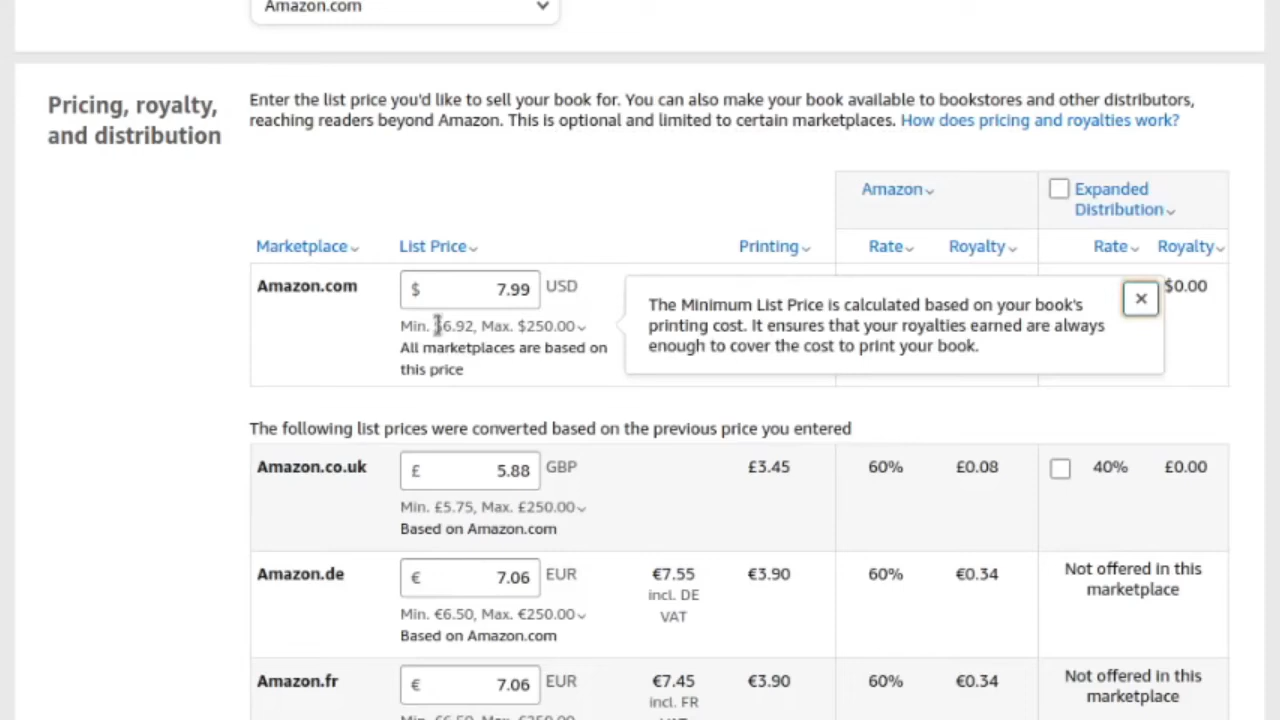 Amazon.com
Pricing, royalty,
and distribution
Enter the list price you'd like to sell your book for. You can also make your book available to bookstores and other distributors,
reaching readers beyond Amazon. This is optional and limited to certain marketplaces. How does pricing and royalties work?
Amazon
Expanded
Distribution
Marketplace List Price Printing Rate Royalty Rate Royalty
Amazon.com $ 7.99 USD $0.00
Min. $6.92, Max. $250.00
All marketplaces are based on
this price
The Minimum List Price is calculated based on your book's
printing cost. It ensures that your royalties earned are always
enough to cover the cost to print your book.
The following list prices were converted based on the previous price you entered
Amazon.co.uk £ 5.88 GBP £3.45 60% £0.08 40% £0.00
Min. £5.75, Max. £250.00
Based on Amazon.com
Amazon.de € 7.06 EUR €7.55 €3.90 60% €0.34 Not offered in this
incl. DE marketplace
Min. €6.50, Max. €250.00 VAT
Based on Amazon.com
Amazon.fr € 7.06 EUR €7.45 €3.90 60% €0.34 Not offered in this
incl. FR marketplace